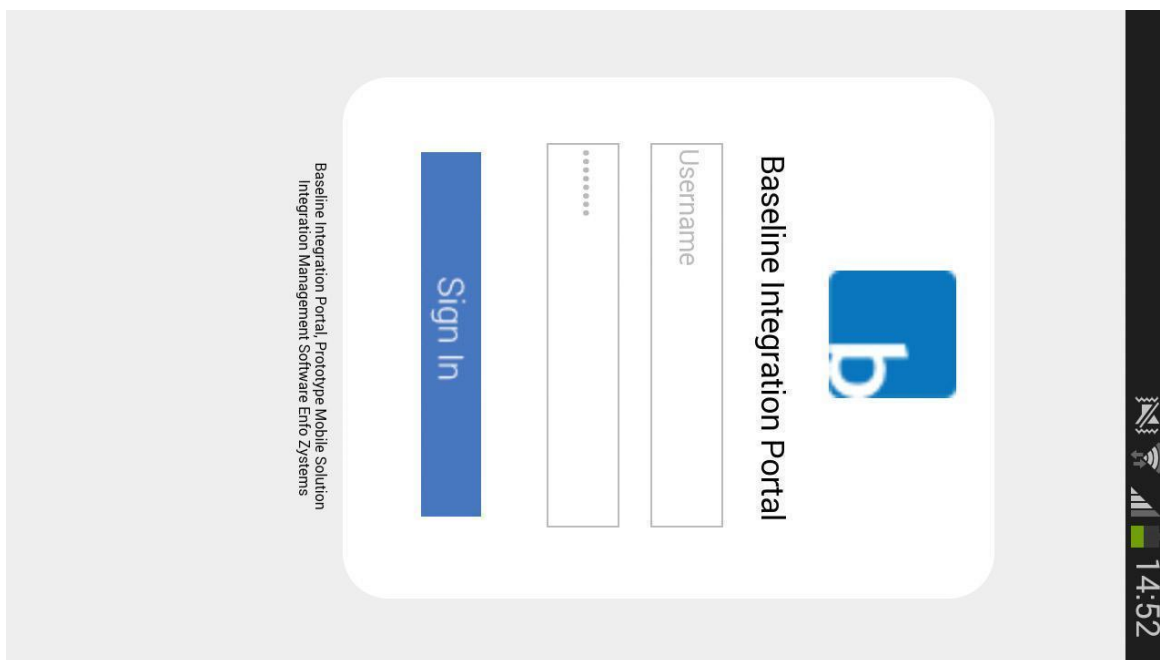 14:52
b
Baseline Integration Portal
Username
••••••••
Sign In
Baseline Integration Portal, Prototype Mobile Solution
Integration Management Software Enfo Zystems